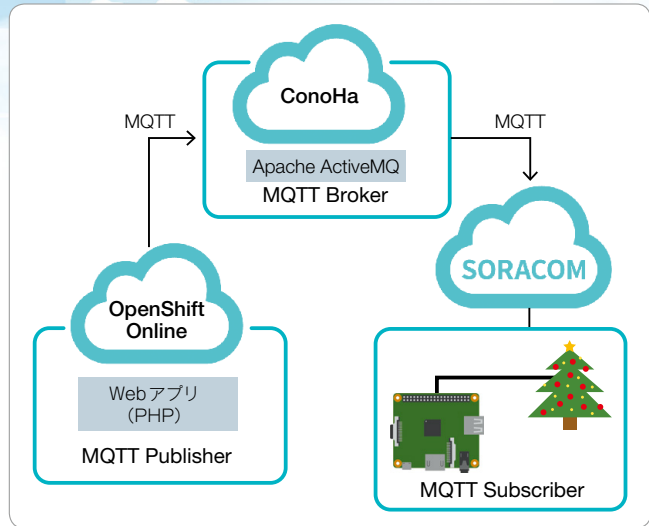 ConoHa
MQTT
MQTT
Apache ActiveMQ
MQTT Broker
SORACOM
OpenShift
Online
Webアプリ
（PHP）
MQTT Publisher
MQTT Subscriber